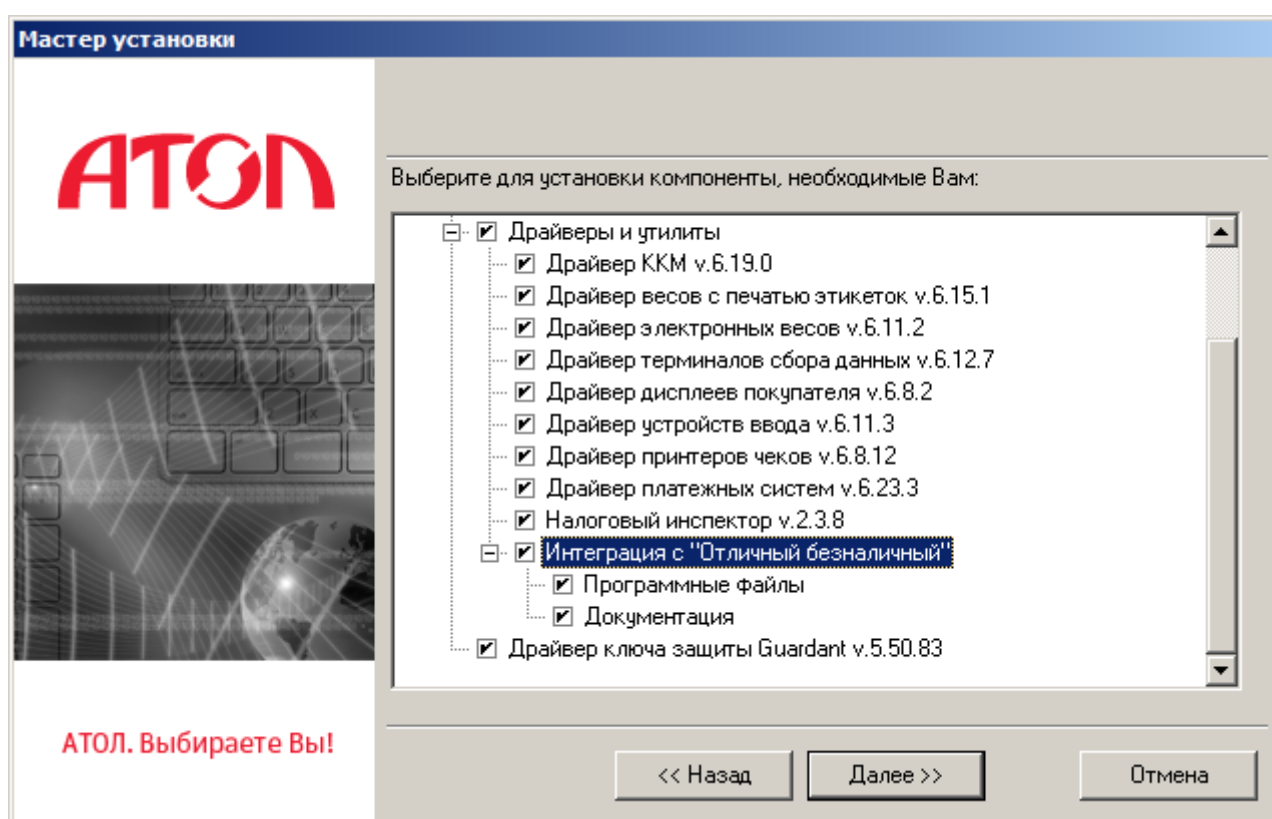 Мастер установки
АТОЛ
Выберите для установки компоненты, необходимые Вам:
Драйверы и утилиты
Драйвер ККМ v.6.19.0
Драйвер весов с печатью этикеток v.6.15.1
Драйвер электронных весов v.6.11.2
Драйвер терминалов сбора данных v.6.12.7
Драйвер дисплеев покупателя v.6.8.2
Драйвер устройств ввода v.6.11.3
Драйвер принтеров чеков v.6.8.12
Драйвер платежных систем v.6.23.3
Налоговый инспектор v.2.3.8
Интеграция с "Отличный безналичный"
Программные файлы
Документация
Драйвер ключа защиты Guardant v.5.50.83
АТОЛ. Выбираете Вы!
<< Назад
Далее >>
Отмена